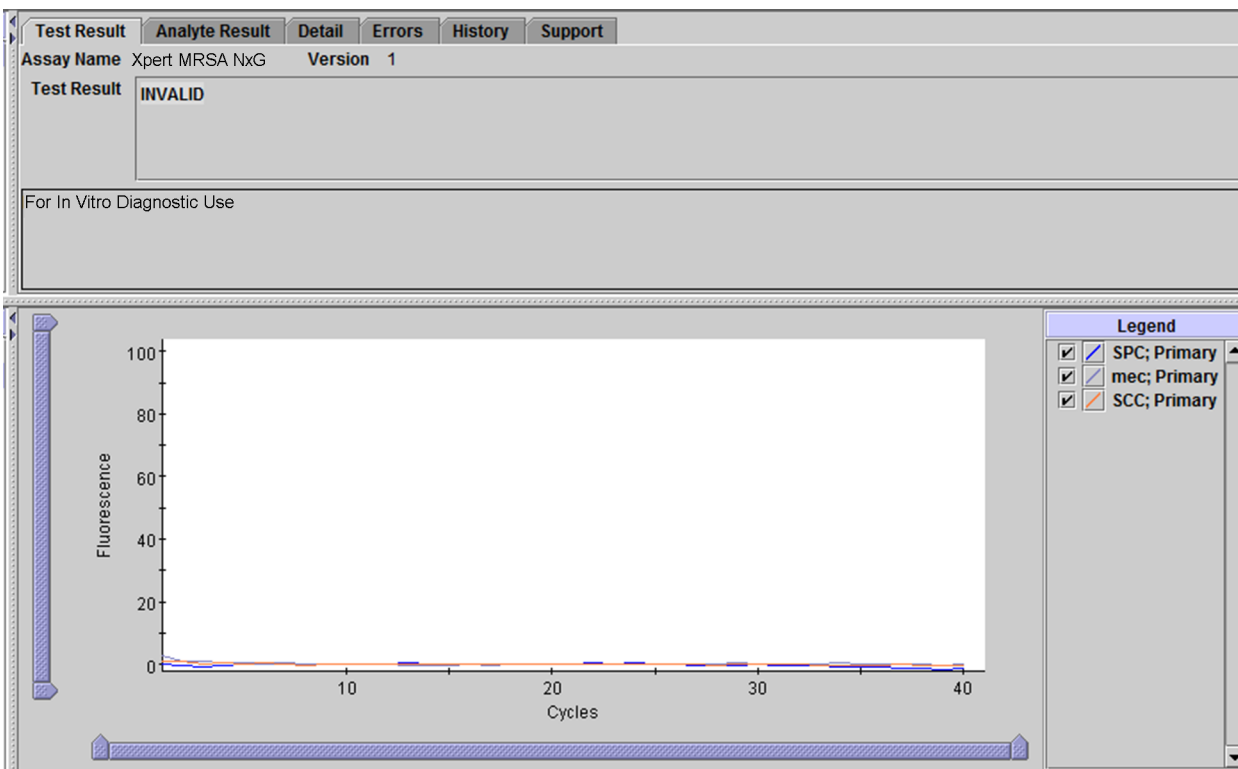 Test Result Analyte Result Detail Errors History Support
Assay Name Xpert MRSA NxG Version 1
Test Result INVALID
For In Vitro Diagnostic Use
Legend
SPC; Primary
mec; Primary
SCC; Primary
100
80
60
40
20
0
Fluorescence
10 20 30 40
Cycles